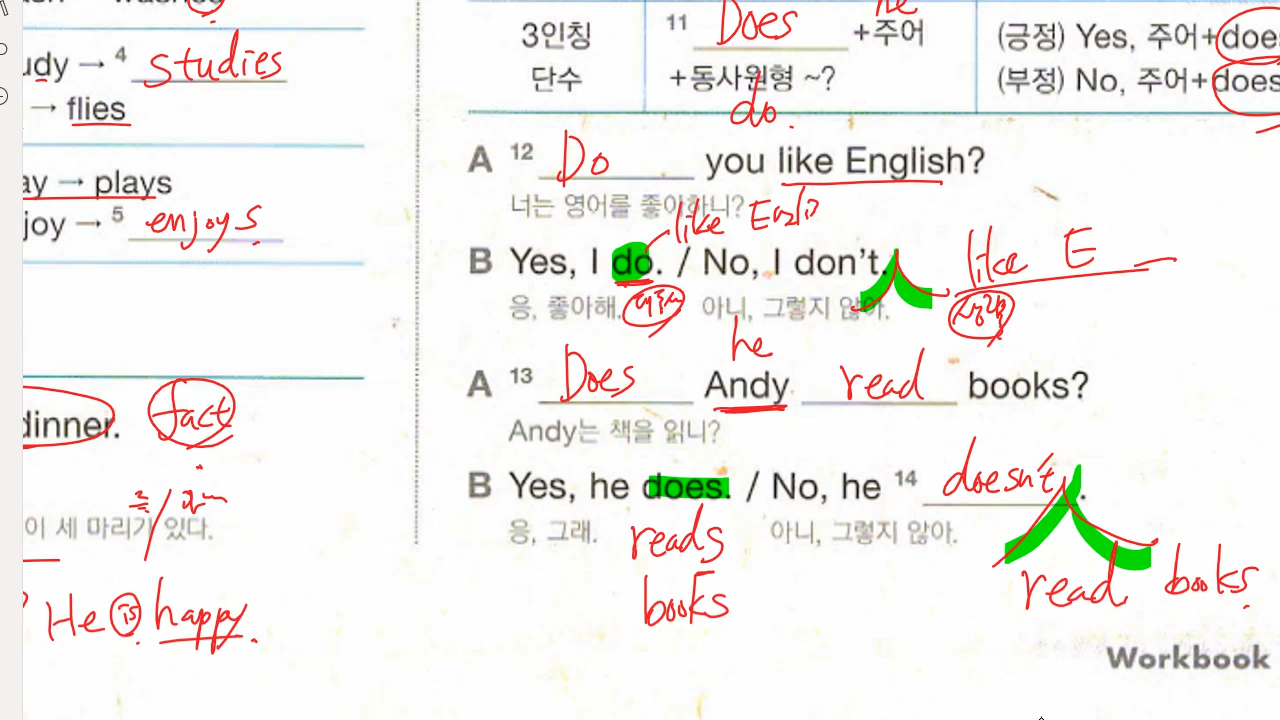 udy → 4 studies
→ flies
ay → plays
joy → 5 enjoys
dinner. fact
이 세 마리가 있다.
He is happy.
3인칭 단수
11 Does he +주어
+동사원형 ~?
do.
(긍정) Yes, 주어+does
(부정) No, 주어+does
A 12 Do you like English?
너는 영어를 좋아하니?
like
B Yes, I do. / No, I don't. like E
응, 좋아해. 아니, 그렇지 않아. 생략
he
A 13 Does Andy read books?
Andy는 책을 읽니?
B Yes, he does. / No, he 14 doesn't.
응, 그래. 아니, 그렇지 않아.
reads
books
read books.
Workbook